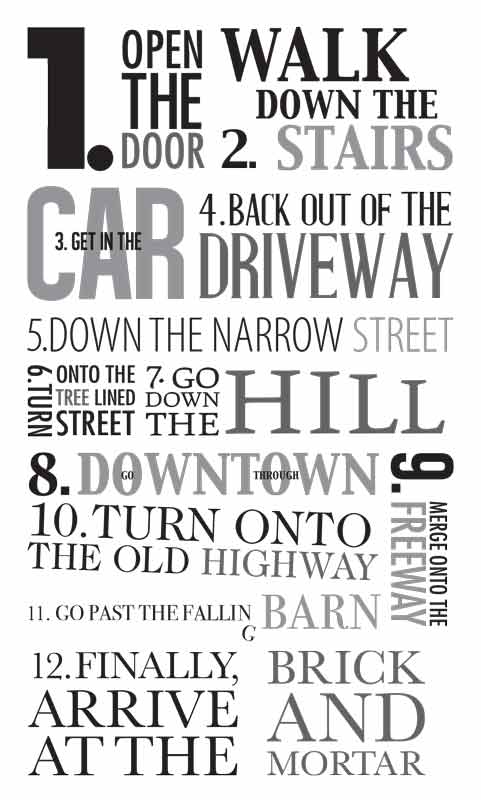 1. OPEN
THE
DOOR
2. WALK
DOWN THE
STAIRS
3. GET IN THE
CAR
4. BACK OUT OF THE
DRIVEWAY
5. DOWN THE NARROW STREET
6. TURN
ONTO THE
TREE LINED
STREET
7. GO
DOWN
THE
HILL
8. GO DOWNTOWN THROUGH
9. MERGE ONTO THE
FREEWAY
10. TURN ONTO
THE OLD HIGHWAY
11. GO PAST THE FALLIN
G
BARN
12. FINALLY,
ARRIVE
AT THE
BRICK
AND
MORTAR